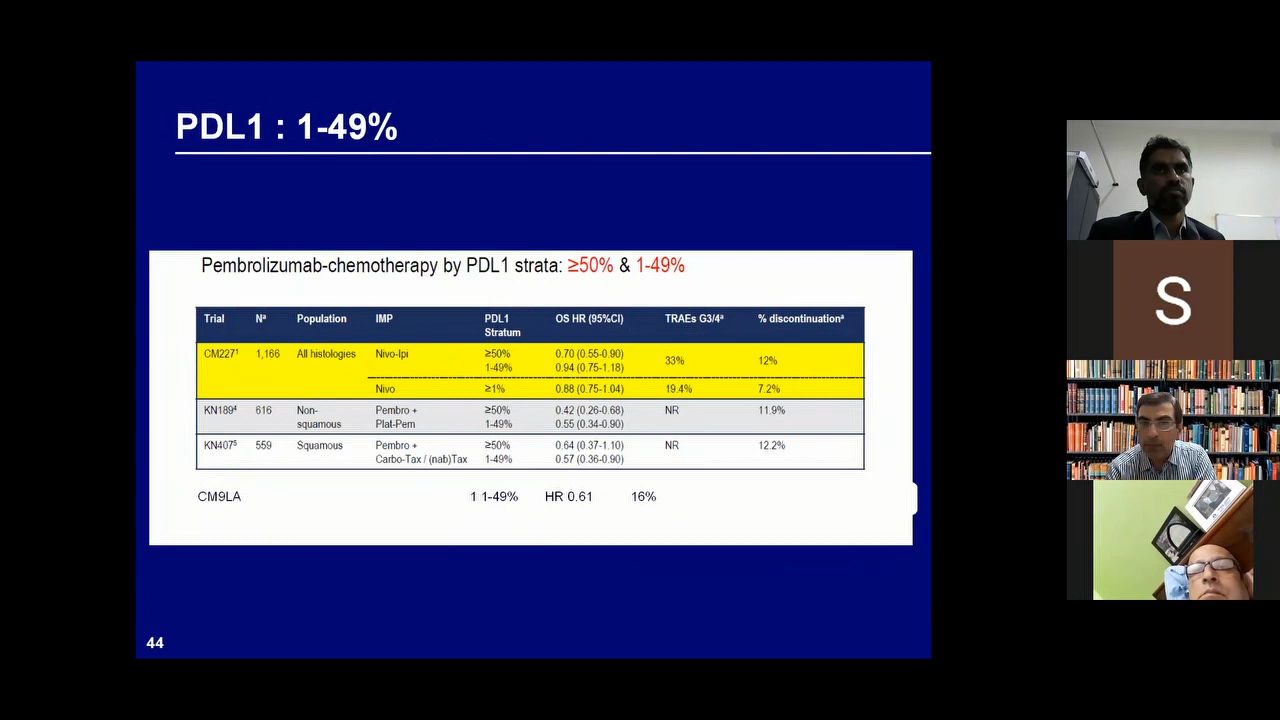 PDL1 : 1-49%
Pembrolizumab-chemotherapy by PDL1 strata: ≥50% & 1-49%
Trial Nᵃ Population IMP PDL1 Stratum OS HR (95%CI) TRAEs G3/4ᵃ % discontinuationᵃ
CM227¹ 1,166 All histologies Nivo-Ipi ≥50% 0.70 (0.55-0.90) 33% 12%
1-49% 0.94 (0.75-1.18)
Nivo ≥1% 0.88 (0.75-1.04) 19.4% 7.2%
KN189⁴ 616 Non- Pembro + ≥50% 0.42 (0.26-0.68) NR 11.9%
squamous Plat-Pem 1-49% 0.55 (0.34-0.90)
KN407⁵ 559 Squamous Pembro + ≥50% 0.64 (0.37-1.10) NR 12.2%
Carbo-Tax / (nab)Tax 1-49% 0.57 (0.36-0.90)
CM9LA 1 1-49% HR 0.61 16%
44
S